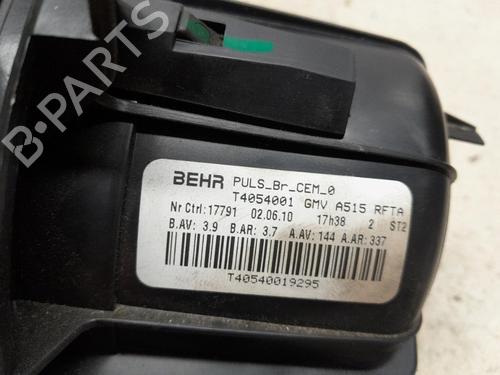 B-PARTS
BEHR PULS_Br_CEM_0
T4054001 GMV A515 RFTA
Nr Ctrl:17791 02.06.10 17h38 2 ST2
B.AV: 3.9 B.AR: 3.7 A.AV: 144 A.AR: 337
T40540019295